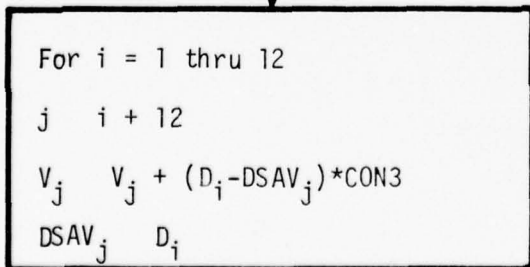 For i = 1 thru 12
j i + 12
V_j V_j + (D_i-DSAV_j)*CON3
DSAV_j D_i